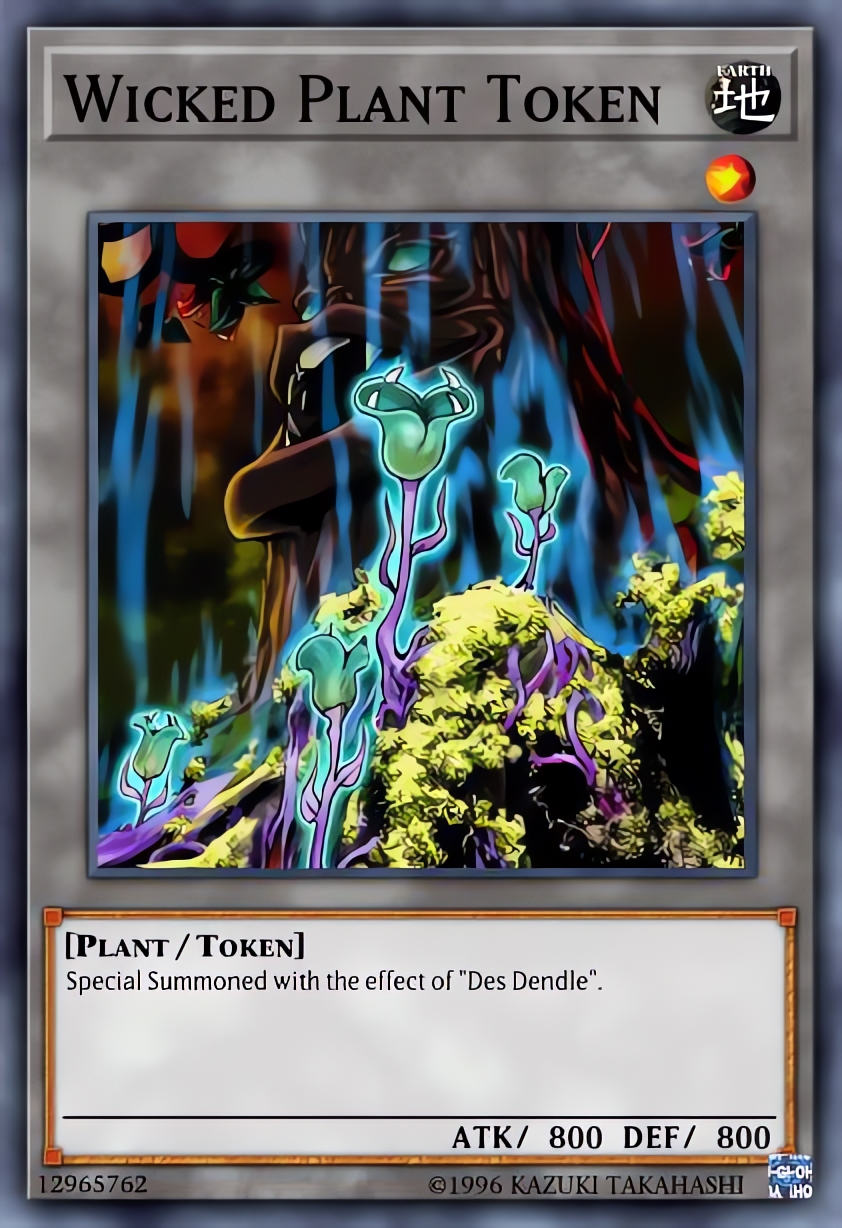 WICKED PLANT TOKEN
EARTH
地
[PLANT / TOKEN]
Special Summoned with the effect of "Des Dendle".
ATK/ 800 DEF/ 800
12965762
©1996 KAZUKI TAKAHASHI